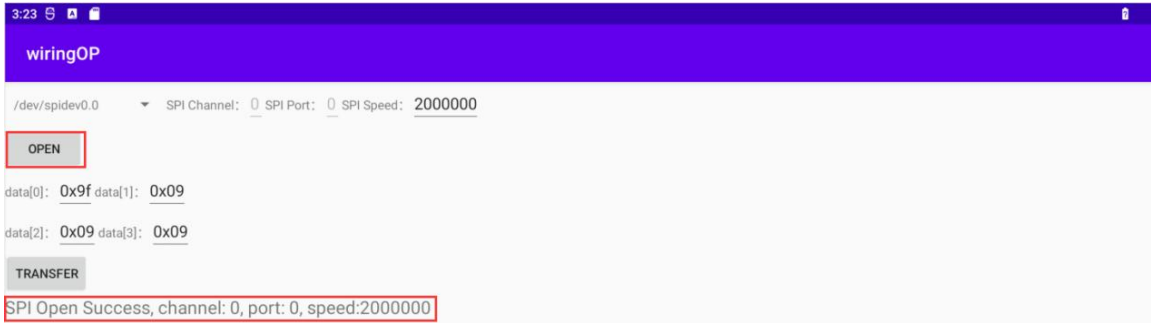 3:23
wiringOP
/dev/spidev0.0 SPI Channel: 0 SPI Port: 0 SPI Speed: 2000000
OPEN
data[0]: 0x9f data[1]: 0x09
data[2]: 0x09 data[3]: 0x09
TRANSFER
SPI Open Success, channel: 0, port: 0, speed:2000000